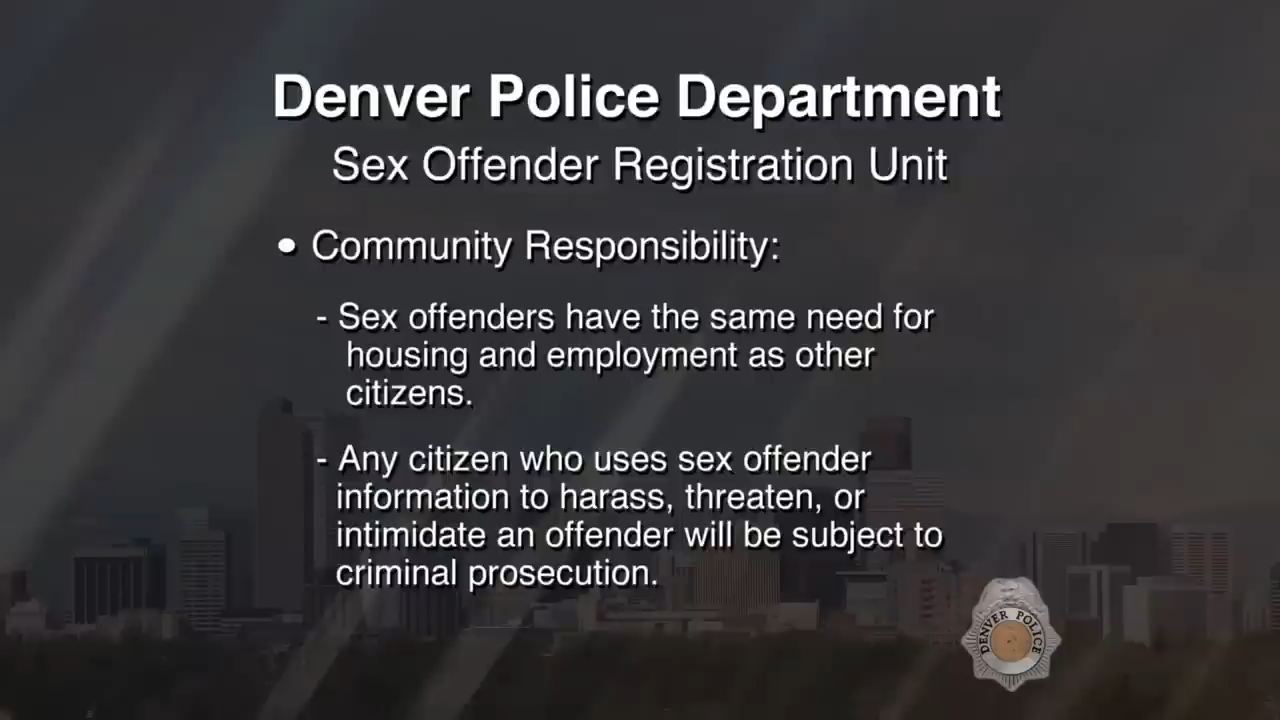 Denver Police Department
Sex Offender Registration Unit
• Community Responsibility:
- Sex offenders have the same need for
housing and employment as other
citizens.
- Any citizen who uses sex offender
information to harass, threaten, or
intimidate an offender will be subject to
criminal prosecution.
DENVER POLICE